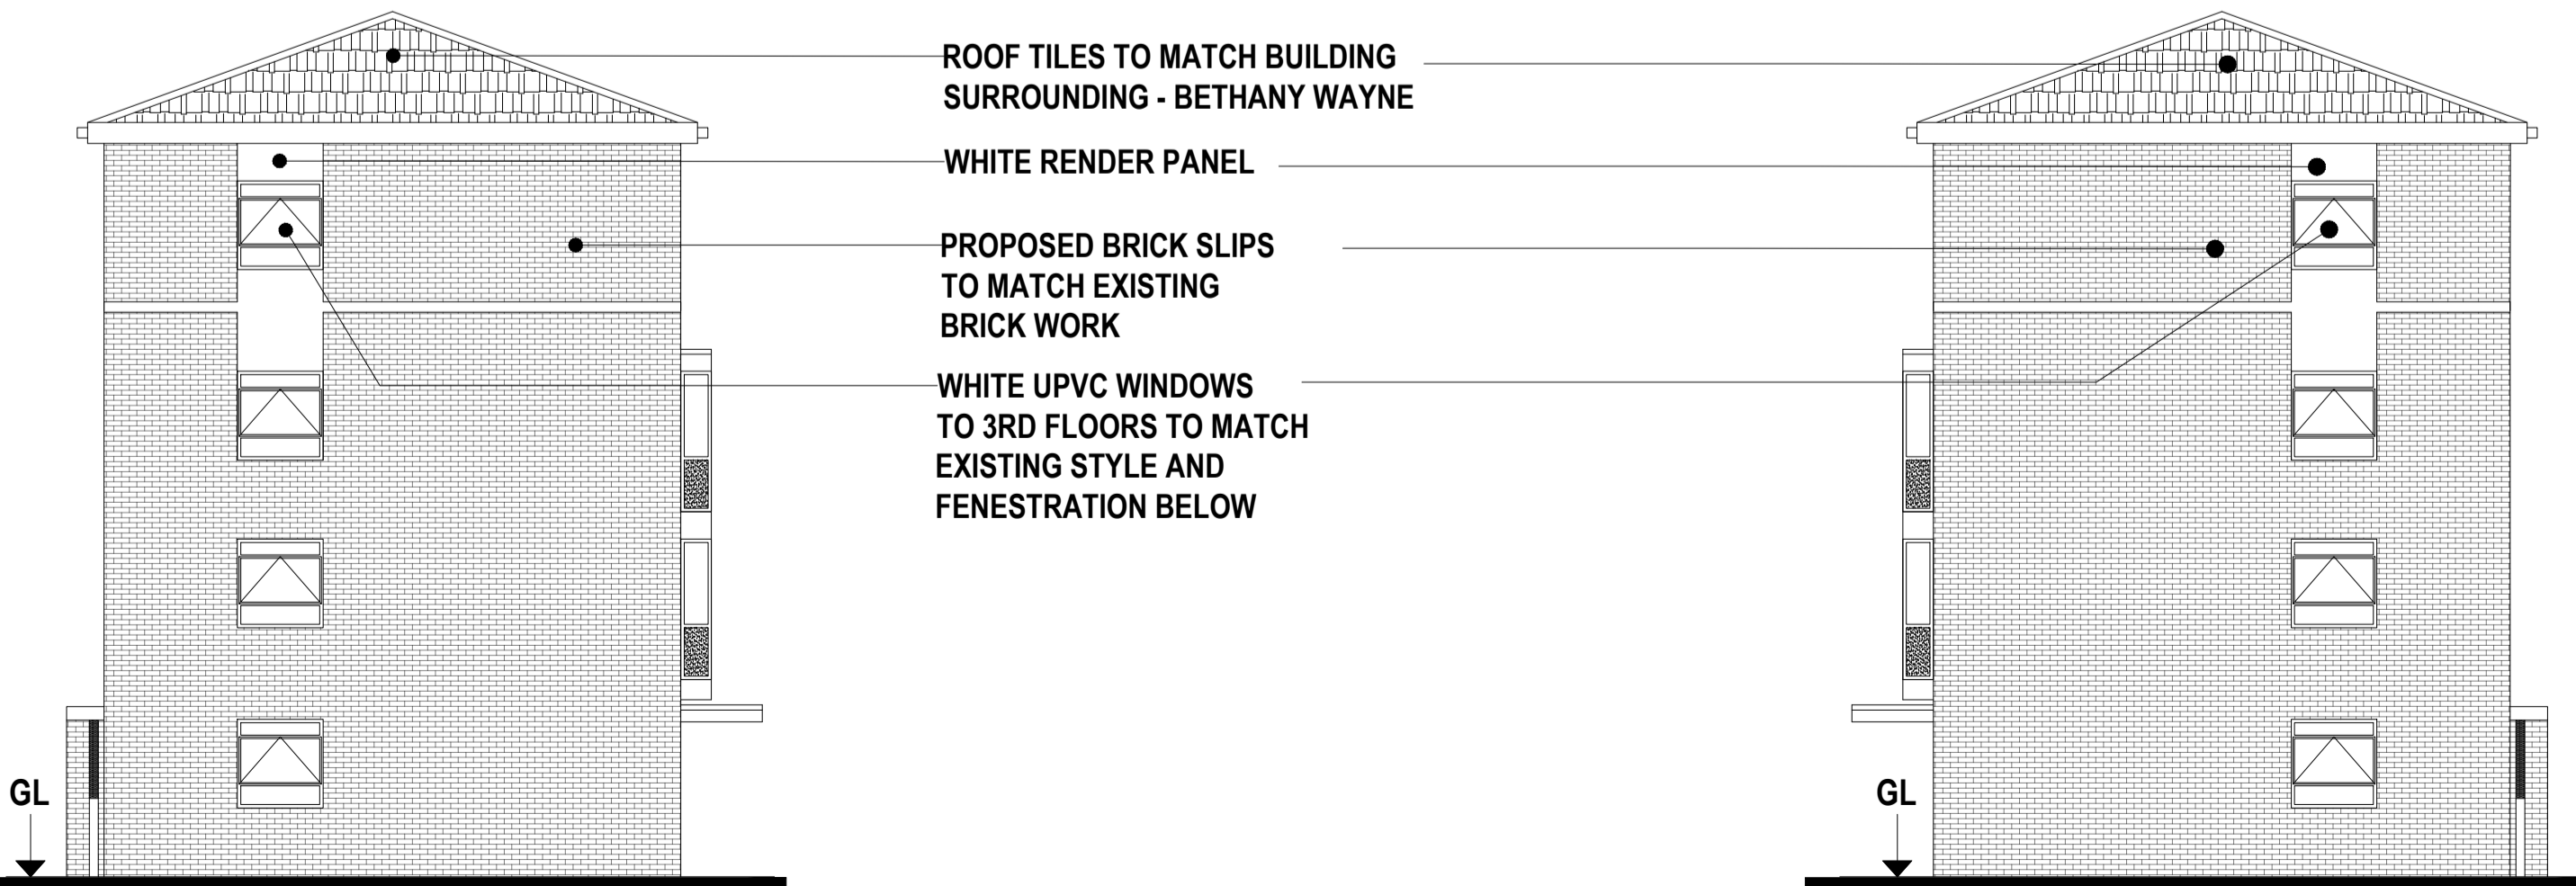 ROOF TILES TO MATCH BUILDING
SURROUNDING - BETHANY WAYNE
WHITE RENDER PANEL
PROPOSED BRICK SLIPS
TO MATCH EXISTING
BRICK WORK
WHITE UPVC WINDOWS
TO 3RD FLOORS TO MATCH
EXISTING STYLE AND
FENESTRATION BELOW
GL
GL